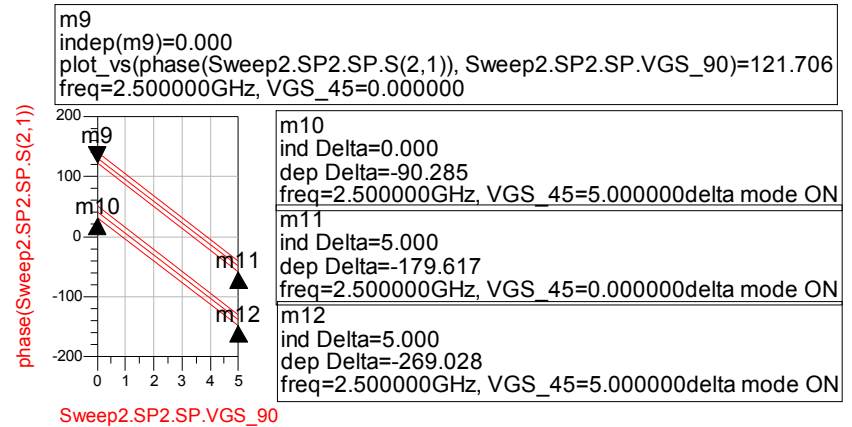 m9
indep(m9)=0.000
plot_vs(phase(Sweep2.SP2.SP.S(2,1)), Sweep2.SP2.SP.VGS_90)=121.706
freq=2.500000GHz, VGS_45=0.000000
phase(Sweep2.SP2.SP.S(2,1))
200
100
0
-100
-200
m9
m10
m11
m12
0 1 2 3 4 5
Sweep2.SP2.SP.VGS_90
m10
ind Delta=0.000
dep Delta=-90.285
freq=2.500000GHz, VGS_45=5.000000delta mode ON
m11
ind Delta=5.000
dep Delta=-179.617
freq=2.500000GHz, VGS_45=0.000000delta mode ON
m12
ind Delta=5.000
dep Delta=-269.028
freq=2.500000GHz, VGS_45=5.000000delta mode ON